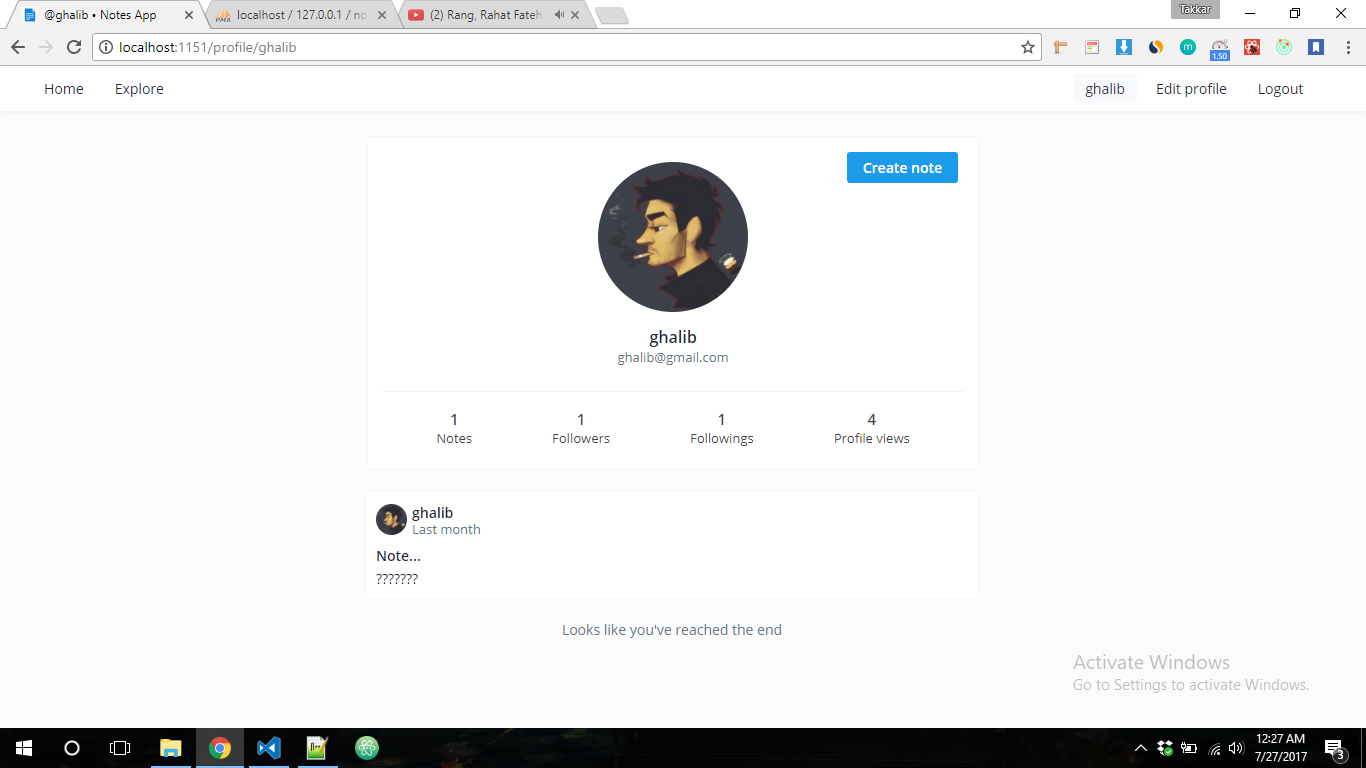 @ghalib • Notes App
localhost / 127.0.0.1 / no
(2) Rang, Rahat Fateh
Takkar
localhost:1151/profile/ghalib
1.50
Home
Explore
ghalib
Edit profile
Logout
Create note
ghalib
ghalib@gmail.com
1
Notes
1
Followers
1
Followings
4
Profile views
ghalib
Last month
Note...
???????
Looks like you've reached the end
Activate Windows
Go to Settings to activate Windows.
12:27 AM
7/27/2017
3